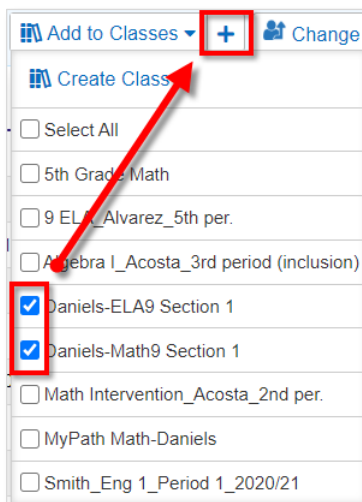 Add to Classes + Change
Create Class
Select All
5th Grade Math
9 ELA_Alvarez_5th per.
Algebra I_Acosta_3rd period (inclusion)
Daniels-ELA9 Section 1
Daniels-Math9 Section 1
Math Intervention_Acosta_2nd per.
MyPath Math-Daniels
Smith_Eng 1_Period 1_2020/21